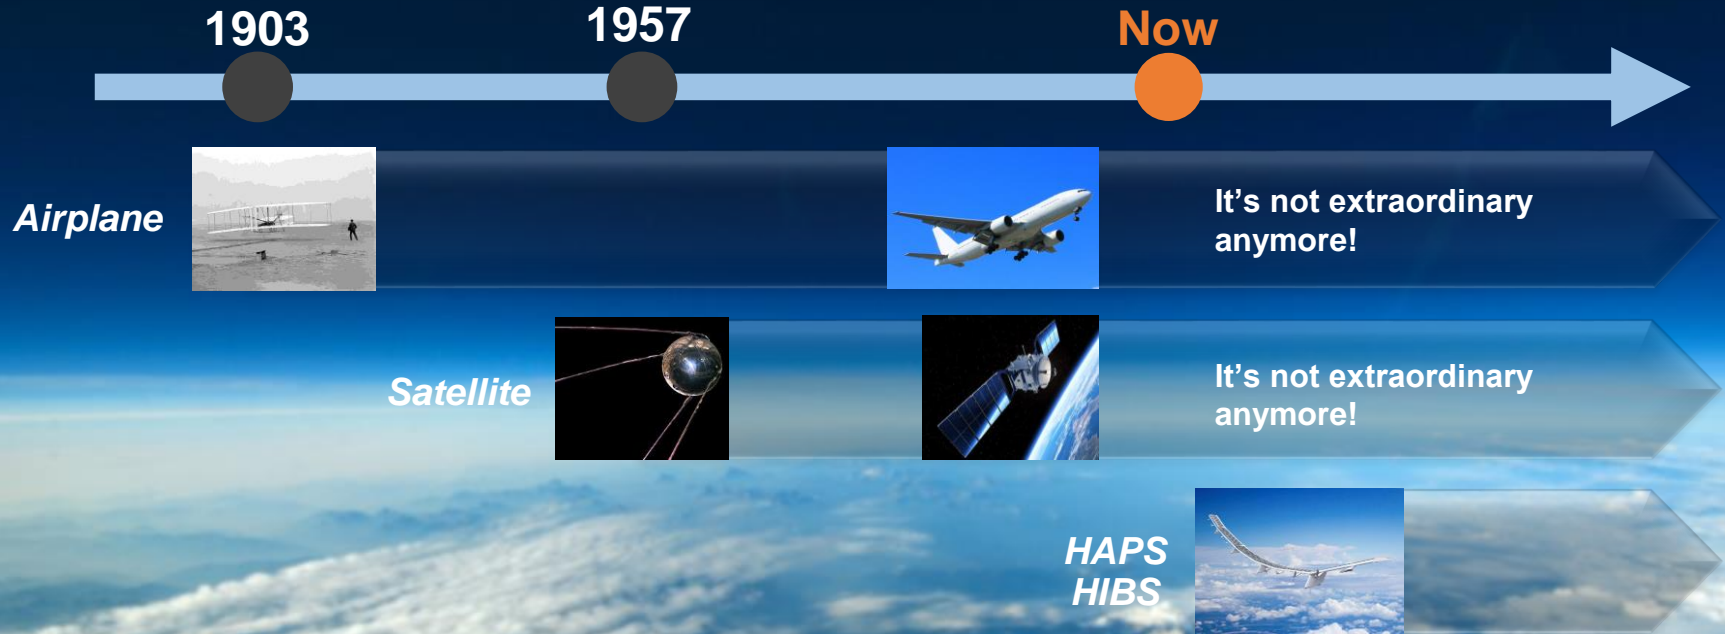 1903
1957
Now
Airplane
It’s not extraordinary
anymore!
Satellite
It’s not extraordinary
anymore!
HAPS
HIBS